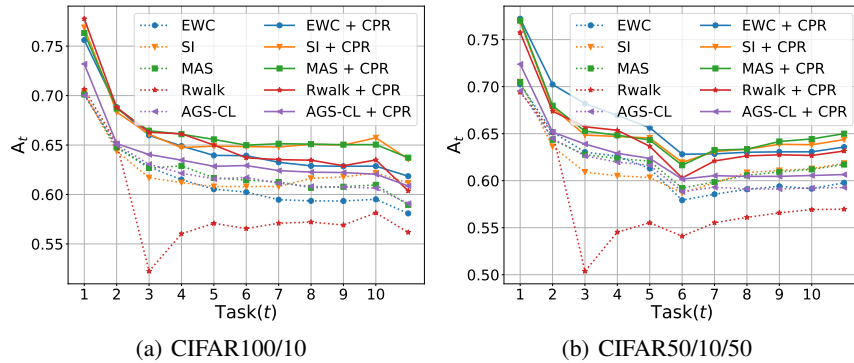 EWC
SI
MAS
Rwalk
AGS-CL
EWC + CPR
SI + CPR
MAS + CPR
Rwalk + CPR
AGS-CL + CPR
0.75
0.70
0.65
0.60
0.55
A_t
1 2 3 4 5 6 7 8 9 10
Task(t)
(a) CIFAR100/10
EWC
SI
MAS
Rwalk
AGS-CL
EWC + CPR
SI + CPR
MAS + CPR
Rwalk + CPR
AGS-CL + CPR
0.75
0.70
0.65
0.60
0.55
0.50
A_t
1 2 3 4 5 6 7 8 9 10
Task(t)
(b) CIFAR50/10/50